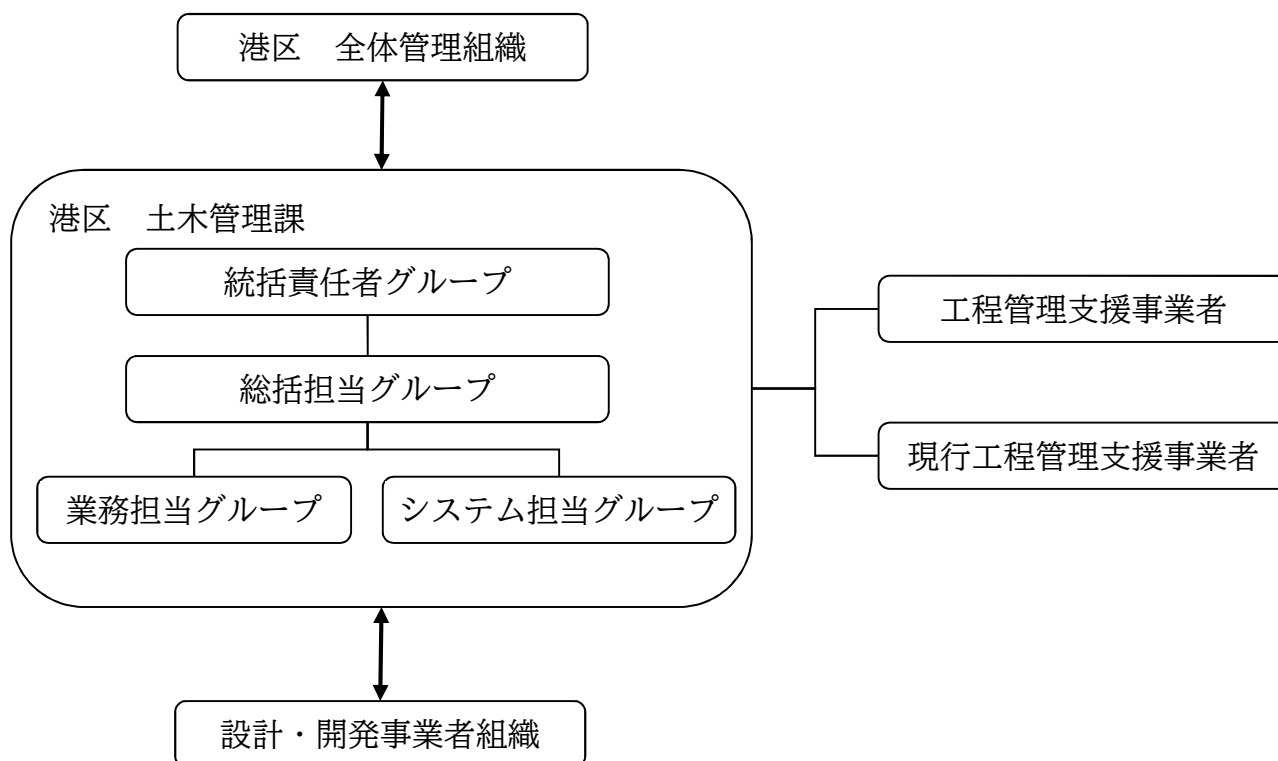 港区　全体管理組織
港区　土木管理課
統括責任者グループ
総括担当グループ
業務担当グループ
システム担当グループ
工程管理支援事業者
現行工程管理支援事業者
設計・開発事業者組織